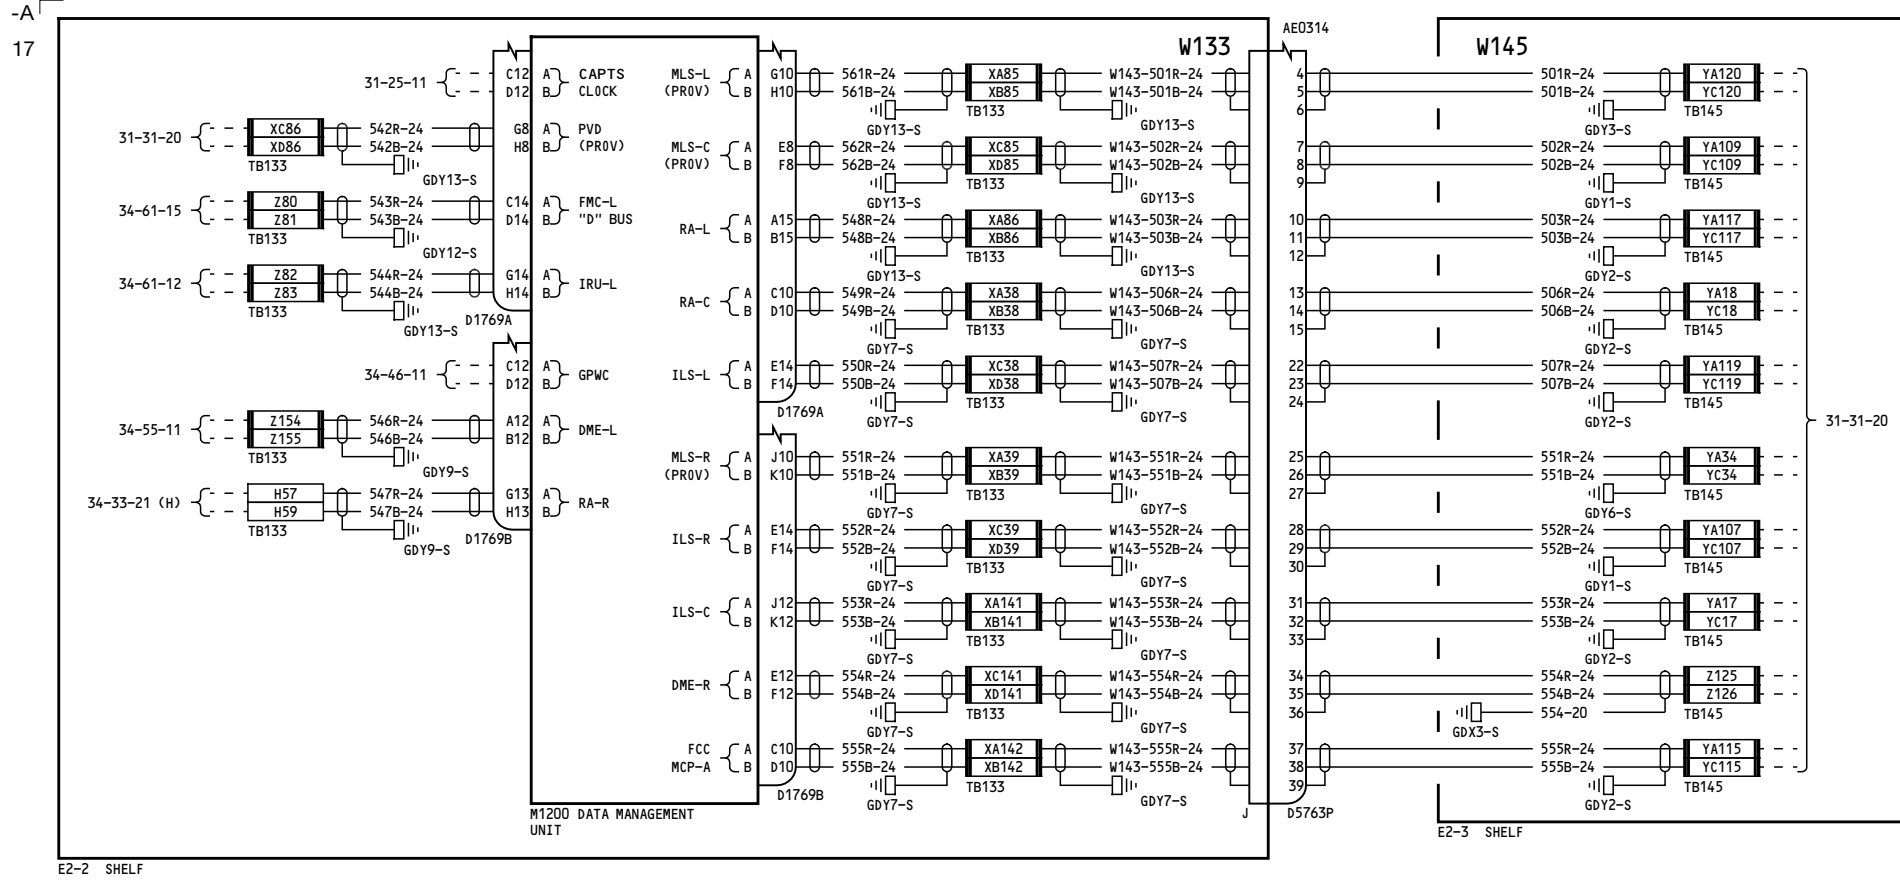 -A
17
W133
AE0314
W145
31-25-11
C12 A CAPTS
D12 B CLOCK
31-31-20
XC86 542R-24 G8 A PVD
XD86 542B-24 H8 B (PROV)
TB133
GDY13-S
34-61-15
Z80 543R-24 C14 A FMC-L
Z81 543B-24 D14 B "D" BUS
TB133
GDY12-S
34-61-12
Z82 544R-24 G14 A IRU-L
Z83 544B-24 H14 B
TB133
GDY13-S
D1769A
34-46-11
C12 A GPWC
D12 B
34-55-11
Z154 546R-24 A12 A DME-L
Z155 546B-24 B12 B
TB133
GDY9-S
34-33-21 (H)
H57 547R-24 G13 A RA-R
H59 547B-24 H13 B
TB133
GDY9-S
D1769B
MLS-L A G10 561R-24 XA85 W143-501R-24 4 501R-24 YA120
(PROV) B H10 561B-24 XB85 W143-501B-24 5 501B-24 YC120
GDY13-S TB133 GDY13-S 6 GDY3-S TB145
MLS-C A E8 562R-24 XC85 W143-502R-24 7 502R-24 YA109
(PROV) B F8 562B-24 XD85 W143-502B-24 8 502B-24 YC109
GDY13-S TB133 GDY13-S 9 GDY1-S TB145
RA-L A A15 548R-24 XA86 W143-503R-24 10 503R-24 YA117
B B15 548B-24 XB86 W143-503B-24 11 503B-24 YC117
GDY13-S TB133 GDY13-S 12 GDY2-S TB145
RA-C A C10 549R-24 XA38 W143-506R-24 13 506R-24 YA18
B D10 549B-24 XB38 W143-506B-24 14 506B-24 YC18
GDY7-S TB133 GDY7-S 15 GDY2-S TB145
ILS-L A E14 550R-24 XC38 W143-507R-24 22 507R-24 YA119
B F14 550B-24 XD38 W143-507B-24 23 507B-24 YC119
D1769A GDY7-S TB133 GDY7-S 24 GDY2-S TB145
31-31-20
MLS-R A J10 551R-24 XA39 W143-551R-24 25 551R-24 YA34
(PROV) B K10 551B-24 XB39 W143-551B-24 26 551B-24 YC34
GDY7-S TB133 GDY7-S 27 GDY6-S TB145
ILS-R A E14 552R-24 XC39 W143-552R-24 28 552R-24 YA107
B F14 552B-24 XD39 W143-552B-24 29 552B-24 YC107
GDY7-S TB133 GDY7-S 30 GDY1-S TB145
ILS-C A J12 553R-24 XA141 W143-553R-24 31 553R-24 YA17
B K12 553B-24 XB141 W143-553B-24 32 553B-24 YC17
GDY7-S TB133 GDY7-S 33 GDY2-S TB145
DME-R A E12 554R-24 XC141 W143-554R-24 34 554R-24 Z125
B F12 554B-24 XD141 W143-554B-24 35 554B-24 Z126
GDY7-S TB133 GDY7-S 36 GDX3-S 554-20 TB145
FCC A C10 555R-24 XA142 W143-555R-24 37 555R-24 YA115
MCP-A B D10 555B-24 XB142 W143-555B-24 38 555B-24 YC115
D1769B GDY7-S TB133 GDY7-S 39 GDY2-S TB145
M1200 DATA MANAGEMENT
UNIT
J D5763P
E2-3 SHELF
E2-2 SHELF